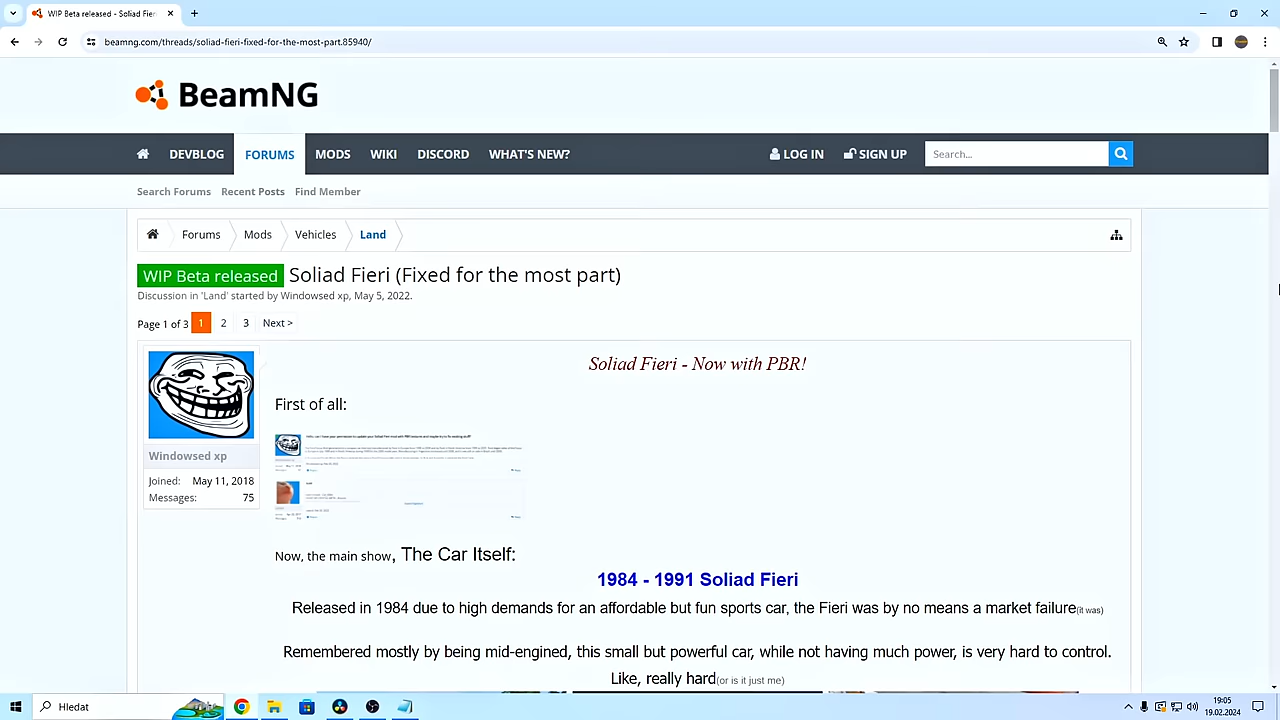 WIP Beta released - Soliad Fier
beamng.com/threads/soliad-fieri-fixed-for-the-most-part.85940/
BeamNG
DEVBLOG FORUMS MODS WIKI DISCORD WHAT'S NEW? LOG IN SIGN UP Search...
Search Forums Recent Posts Find Member
Forums Mods Vehicles Land
WIP Beta released Soliad Fieri (Fixed for the most part)
Discussion in 'Land' started by Windowsed xp, May 5, 2022.
Page 1 of 3 1 2 3 Next >
Soliad Fieri - Now with PBR!
First of all:
Windowsed xp
Joined: May 11, 2018
Messages: 75
Now, the main show, The Car Itself:
1984 - 1991 Soliad Fieri
Released in 1984 due to high demands for an affordable but fun sports car, the Fieri was by no means a market failure(it was)
Remembered mostly by being mid-engined, this small but powerful car, while not having much power, is very hard to control.
Like, really hard(or is it just me)
Hledat
19:05
19.02.2024